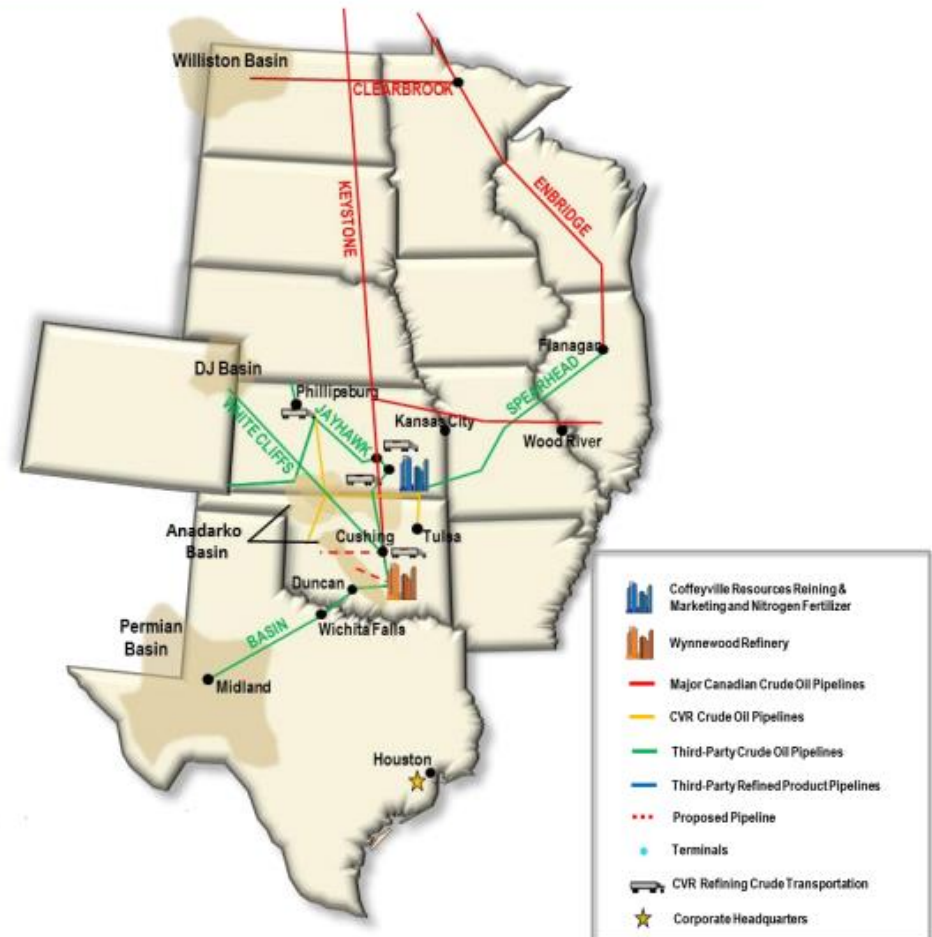 Williston Basin
CLEARBROOK
KEYSTONE
ENBRIDGE
Flanagan
DJ Basin
Phillipsburg
SPEARHEAD
WHITE CLIFFS
JAYHAWK
Kansas City
Wood River
Anadarko
Basin
Cushing
Tulsa
Duncan
Wichita Falls
Permian
Basin
BASIN
Midland
Houston
Coffeyville Resources Reining &
Marketing and Nitrogen Fertilizer
Wynnewood Refinery
Major Canadian Crude Oil Pipelines
CVR Crude Oil Pipelines
Third-Party Crude Oil Pipelines
Third-Party Refined Product Pipelines
Proposed Pipeline
Terminals
CVR Refining Crude Transportation
Corporate Headquarters